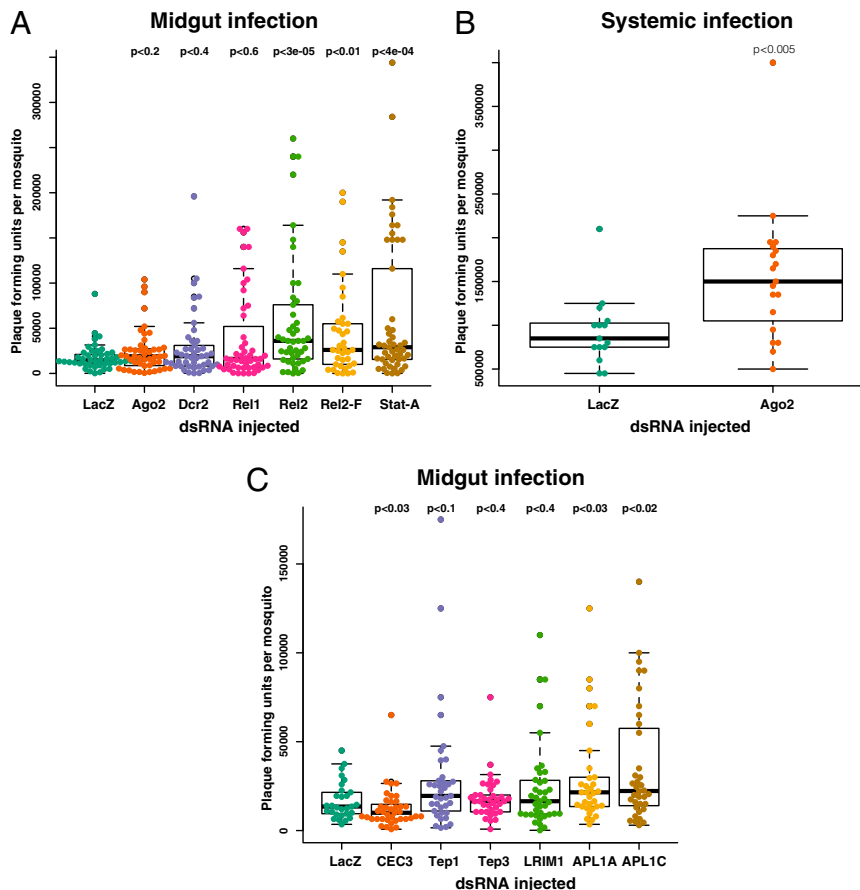 A
Midgut infection
p<0.2 p<0.4 p<0.6 p<3e-05 p<0.01 p<4e-04
Plaque forming units per mosquito
300000
200000
100000
50000
0
LacZ Ago2 Dcr2 Rel1 Rel2 Rel2-F Stat-A
dsRNA injected
B
Systemic infection
p<0.005
Plaque forming units per mosquito
3500000
2500000
1500000
500000
LacZ Ago2
dsRNA injected
C
Midgut infection
p<0.03 p<0.1 p<0.4 p<0.4 p<0.03 p<0.02
Plaque forming units per mosquito
150000
100000
50000
0
LacZ CEC3 Tep1 Tep3 LRIM1 APL1A APL1C
dsRNA injected